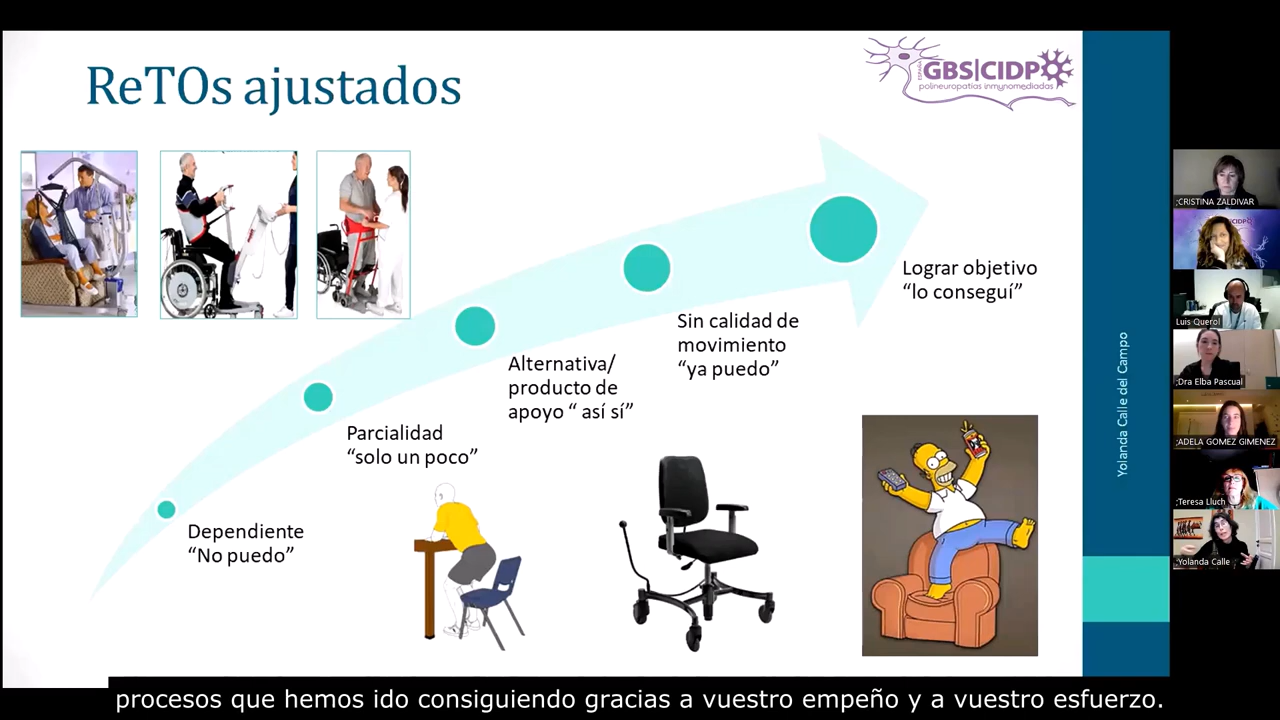 ReTOs ajustados
ESPAÑA
GBS|CIDP
polineuropatías inmunomediadas
Dependiente
“No puedo”
Parcialidad
“solo un poco”
Alternativa/
producto de
apoyo “ así sí”
Sin calidad de
movimiento
“ya puedo”
Lograr objetivo
“lo conseguí”
Yolanda Calle del Campo
;CRISTINA ZALDIVAR
Luis Querol
;Dra Elba Pascual
;ADELA GOMEZ GIMENEZ
;Teresa Lluch
;Yolanda Calle
procesos que hemos ido consiguiendo gracias a vuestro empeño y a vuestro esfuerzo.